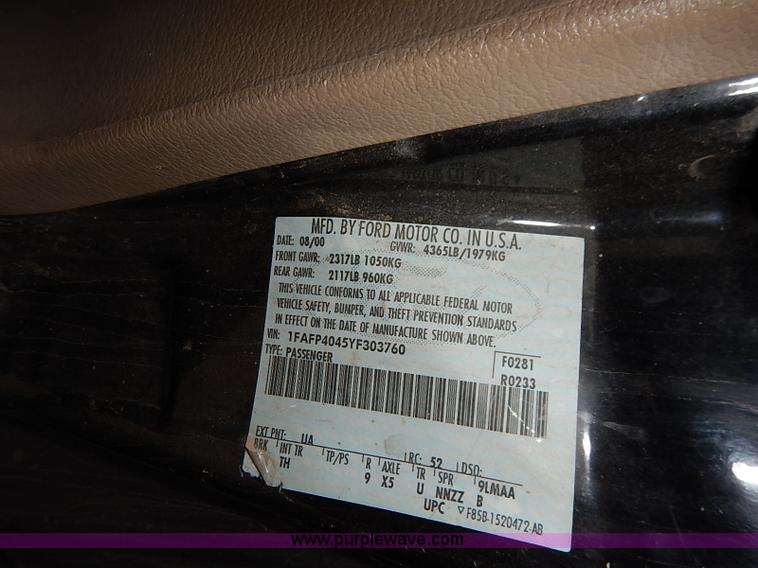 MFD. BY FORD MOTOR CO. IN U.S.A.
DATE: 08/00 GVWR: 4365LB/1979KG
FRONT GAWR: 2317LB 1050KG
REAR GAWR: 2117LB 960KG
THIS VEHICLE CONFORMS TO ALL APPLICABLE FEDERAL MOTOR
VEHICLE SAFETY, BUMPER, AND THEFT PREVENTION STANDARDS
IN EFFECT ON THE DATE OF MANUFACTURE SHOWN ABOVE.
VIN: 1FAFP4045YF303760
TYPE: PASSENGER
F0281
R0233
EXT PNT: UA RC: 52 DSO:
BRK INT TR TP/PS R AXLE TR SPR 9LMAA
TH 9 X5 U NNZZ B
UPC F85B-1520472-AB
www.purplewave.com